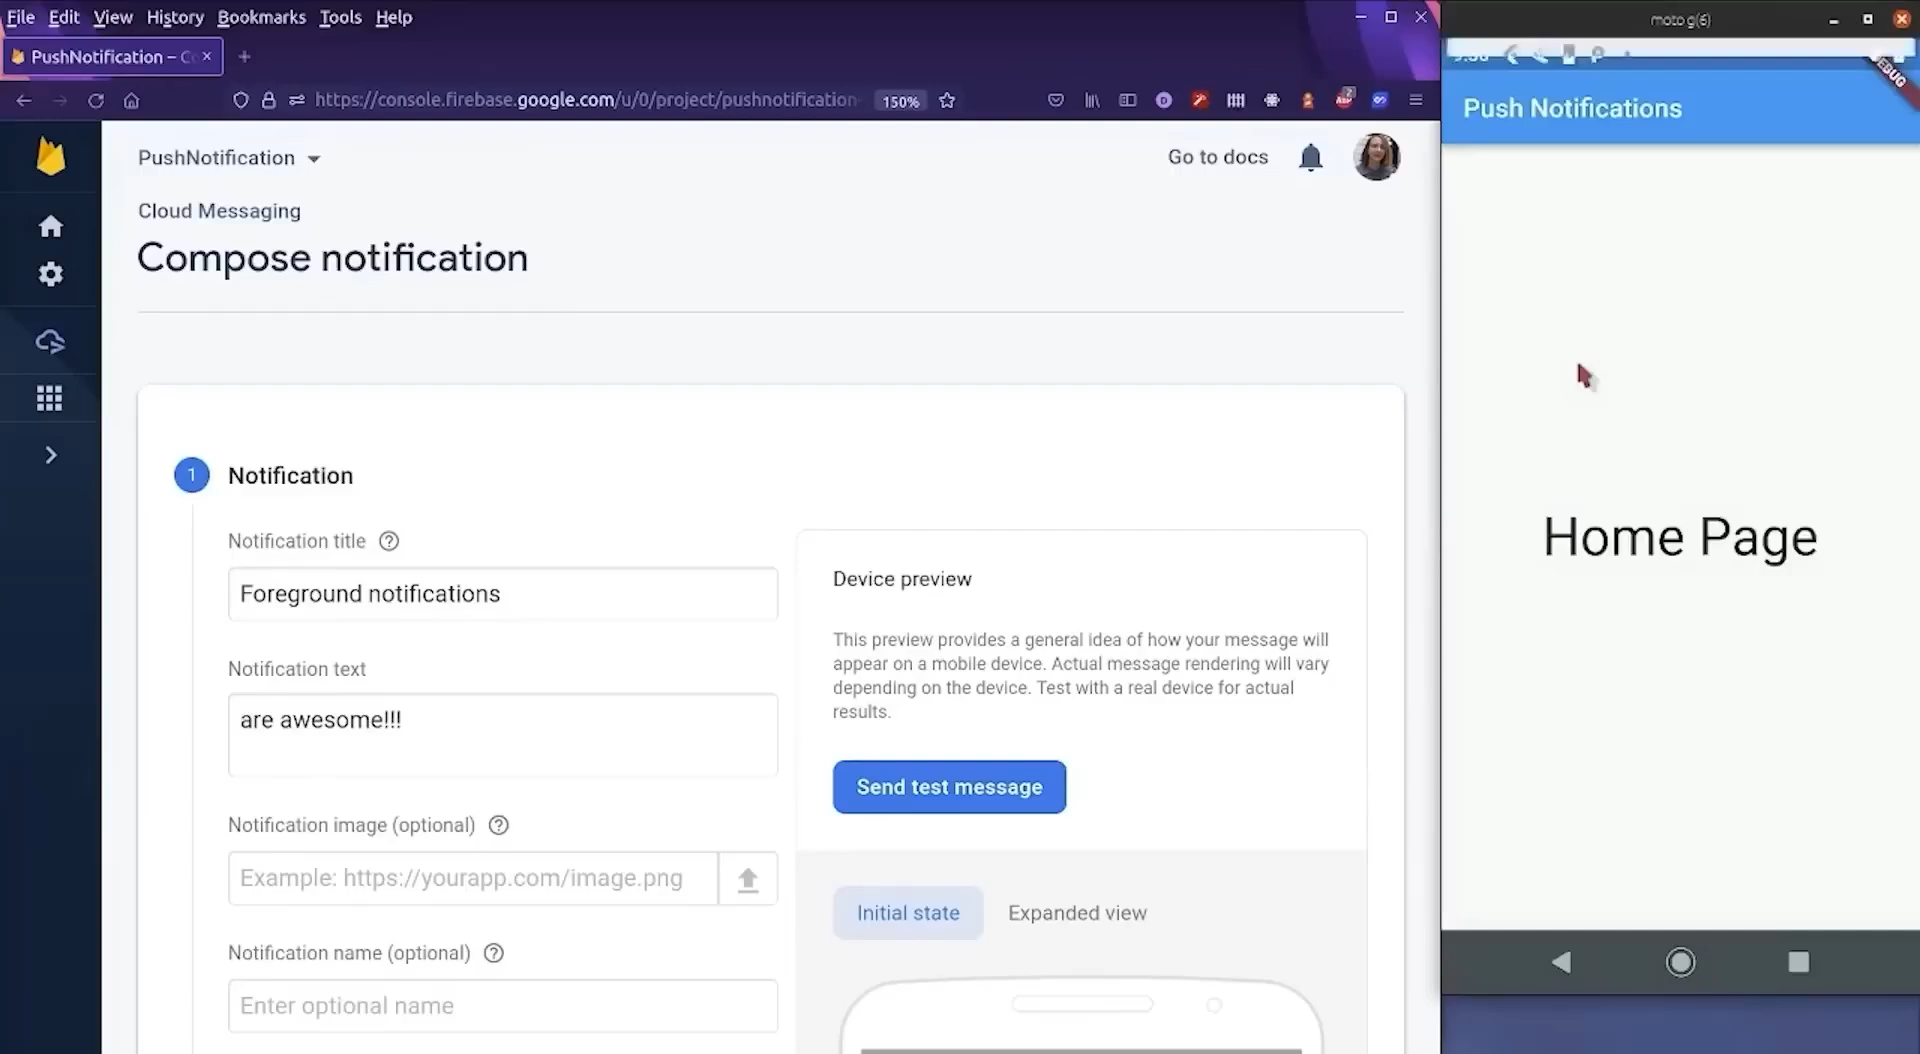 File Edit View History Bookmarks Tools Help
moto g(6)
PushNotification –
https://console.firebase.google.com/u/0/project/pushnotification
150%
DEBUG
Push Notifications
PushNotification
Go to docs
Cloud Messaging
Compose notification
1 Notification
Notification title
Foreground notifications
Notification text
are awesome!!!
Notification image (optional)
Example: https://yourapp.com/image.png
Notification name (optional)
Enter optional name
Device preview
This preview provides a general idea of how your message will
appear on a mobile device. Actual message rendering will vary
depending on the device. Test with a real device for actual
results.
Send test message
Initial state Expanded view
Home Page